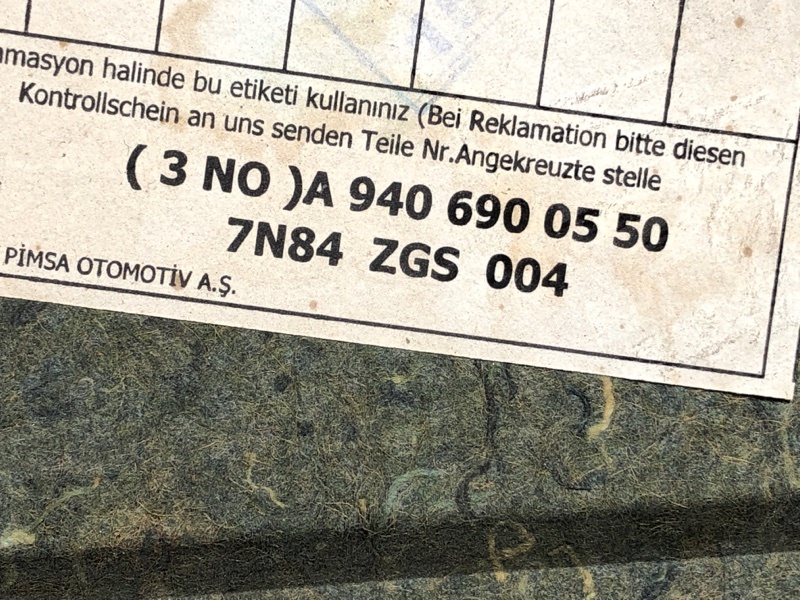 amasyon halinde bu etiketi kullanınız (Bei Reklamation bitte diesen
Kontrollschein an uns senden Teile Nr.Angekreuzte stelle
( 3 NO )A 940 690 05 50
7N84 ZGS 004
PİMSA OTOMOTİV A.Ş.